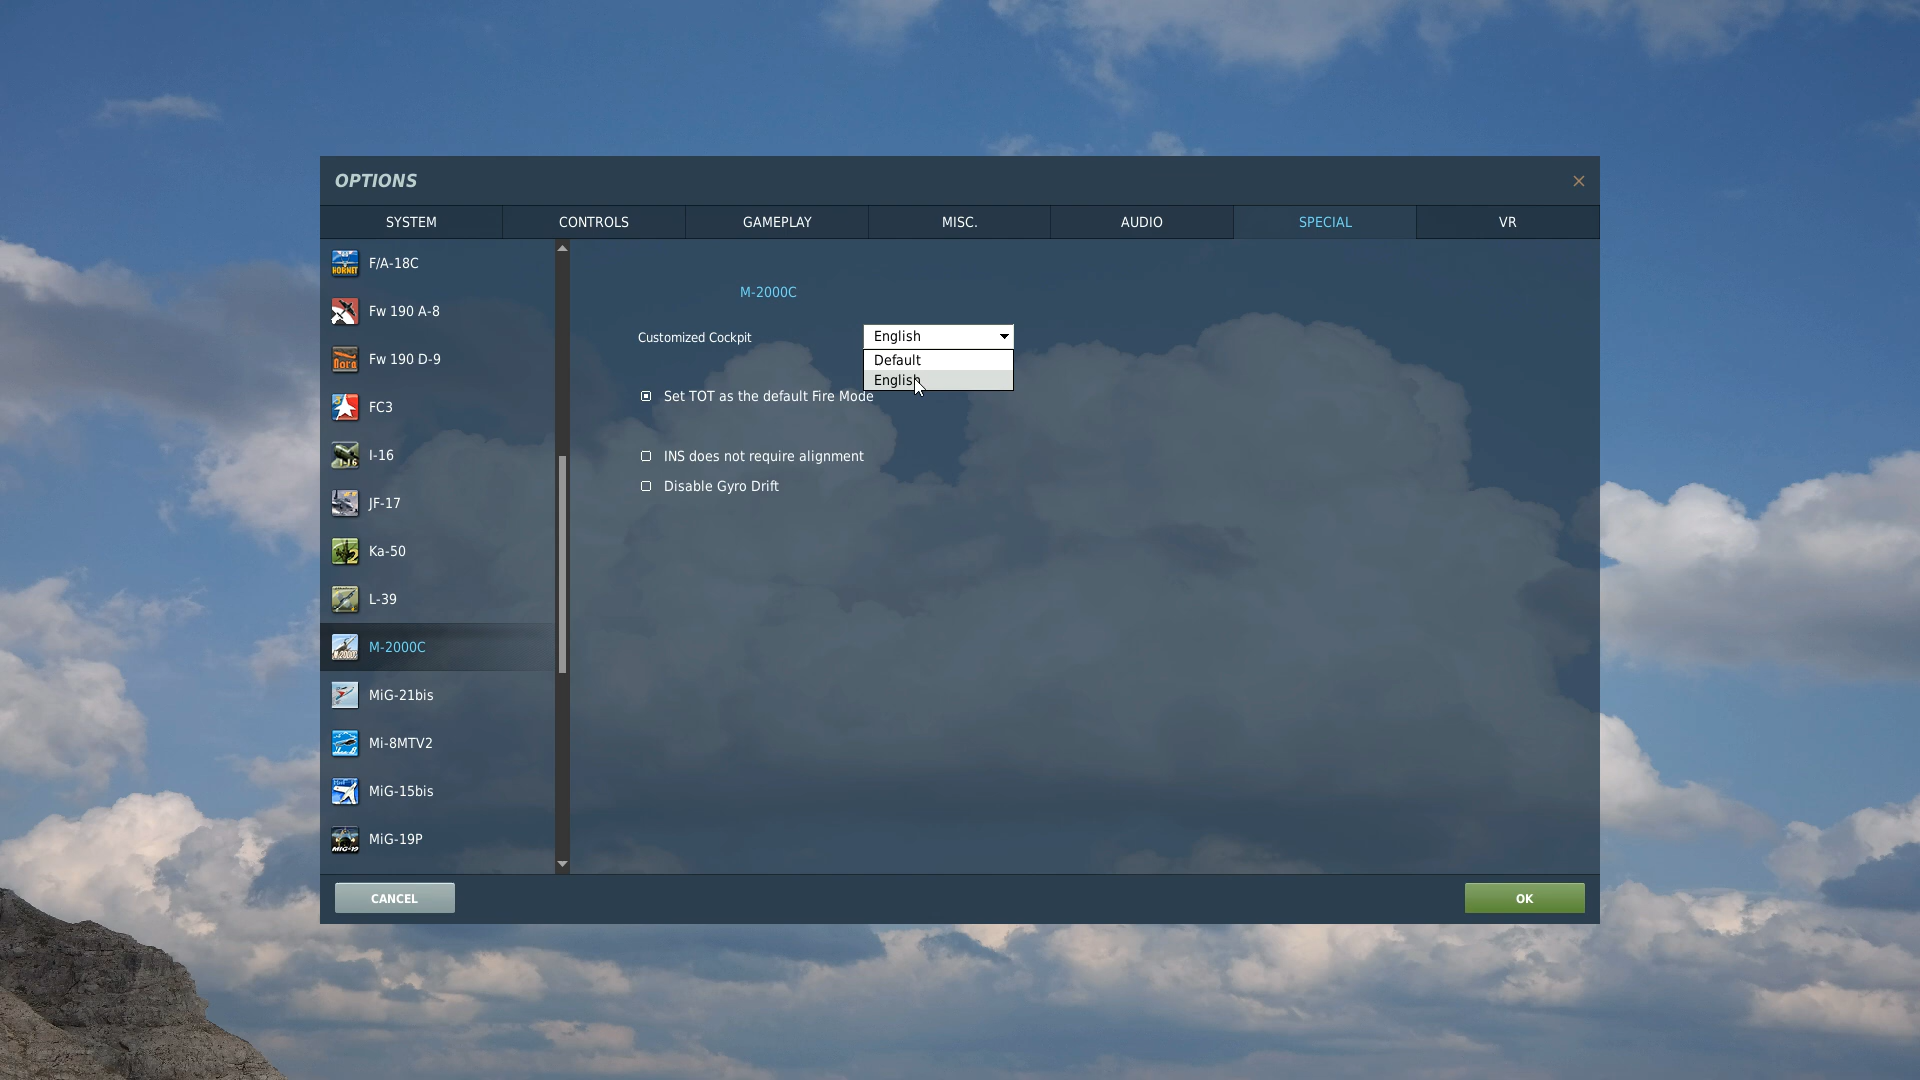 OPTIONS
SYSTEM
CONTROLS
GAMEPLAY
MISC.
AUDIO
SPECIAL
VR
F/A-18C
Fw 190 A-8
Fw 190 D-9
FC3
I-16
JF-17
Ka-50
L-39
M-2000C
MiG-21bis
Mi-8MTV2
MiG-15bis
MiG-19P
M-2000C
Customized Cockpit
English
Default
English
Set TOT as the default Fire Mode
INS does not require alignment
Disable Gyro Drift
CANCEL
OK